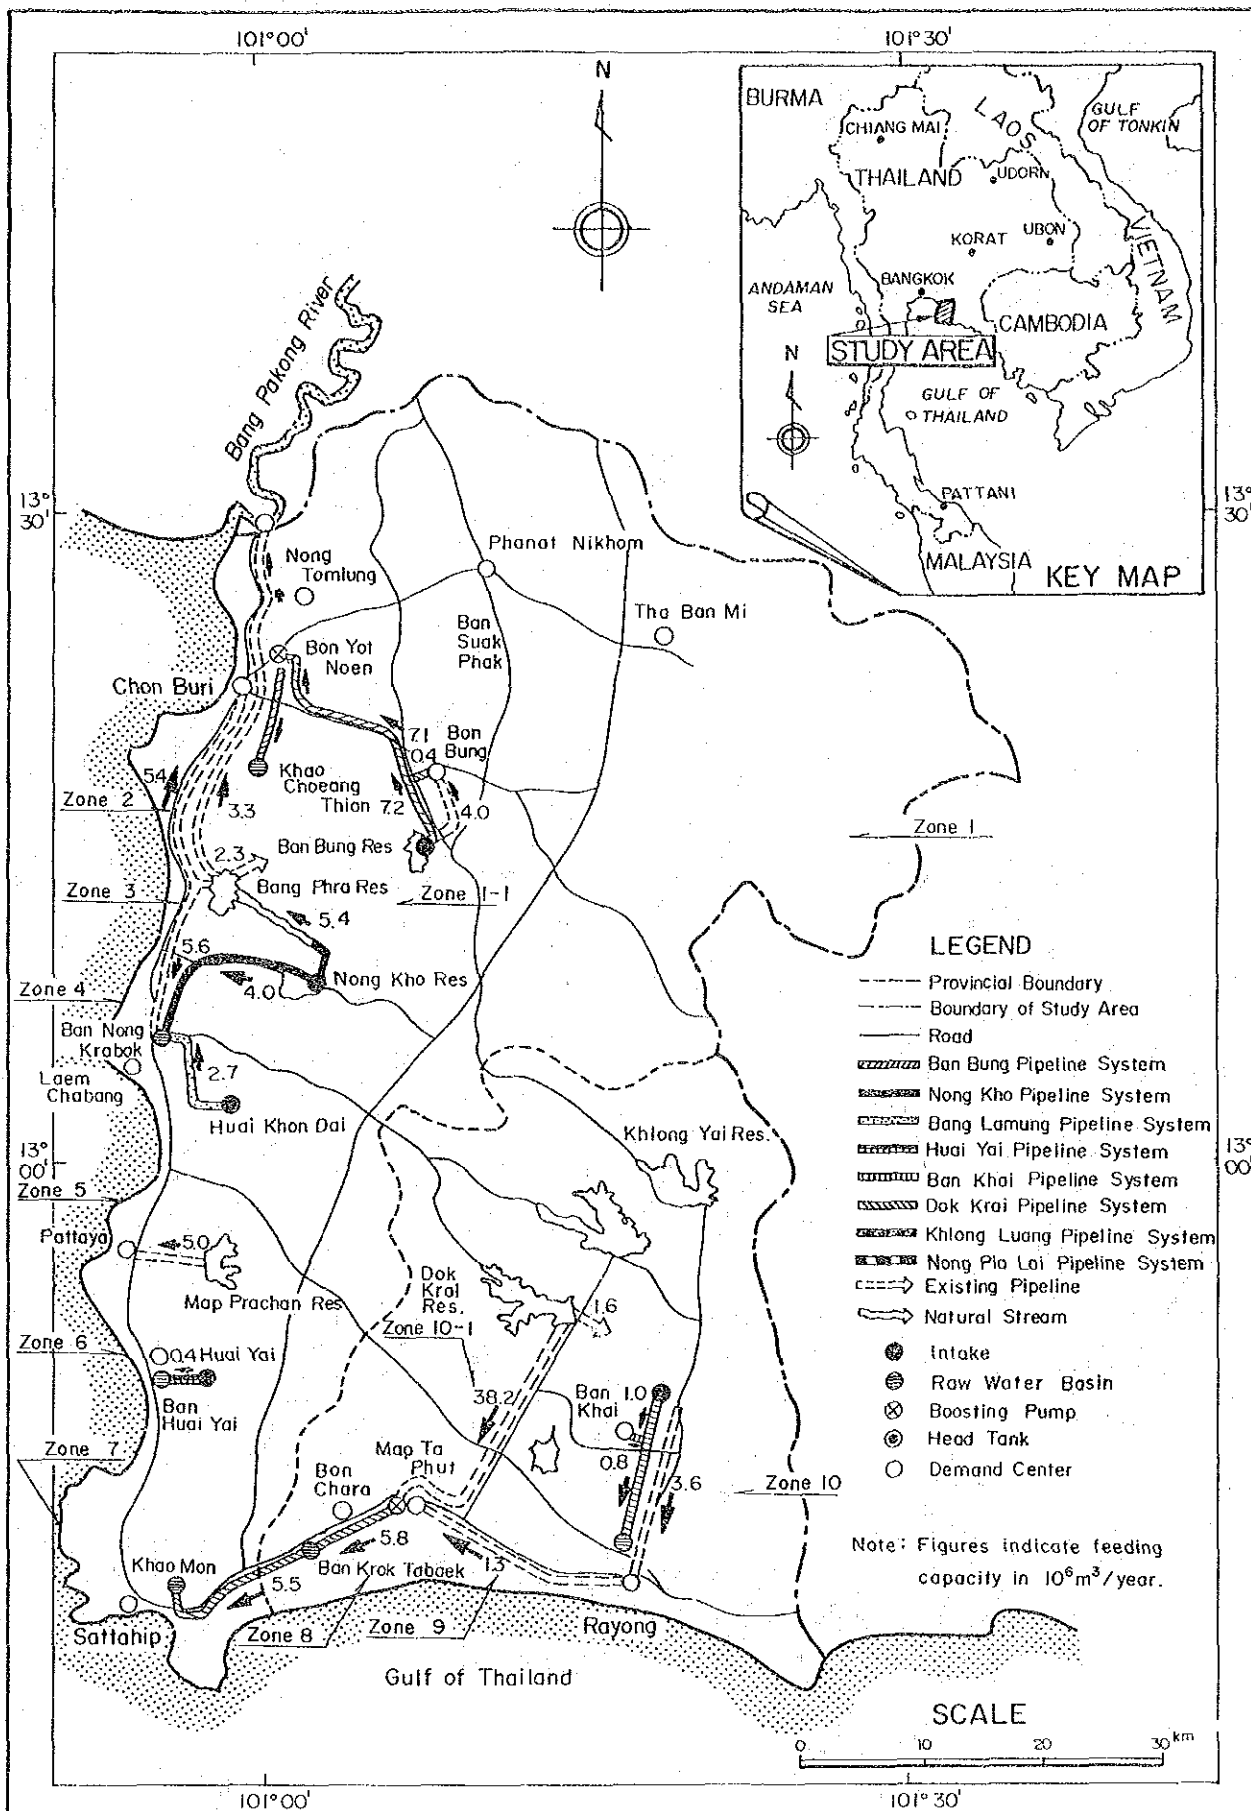 101°00'
101°30'
N
BURMA
LAOS
GULF
OF TONKIN
CHIANG MAI
THAILAND
UDORN
VIETNAM
KORAT
UBON
BANGKOK
ANDAMAN
SEA
CAMBODIA
STUDY AREA
N
GULF OF
THAILAND
PATTANI
MALAYSIA
KEY MAP
Bang Pakong River
13°
30'
13°
30'
Nong
Tomlung
Phanat Nikhom
Tha Ban Mi
Ban
Suak
Phak
Bon Yot
Noen
Chon Buri
7.1
0.4
Bon
Bung
Khao
Choeang
Thion
7.2
4.0
5.4
Zone 2
3.3
Ban Bung Res
Zone 1
2.3
Bang Phra Res
Zone 1-1
Zone 3
5.4
5.6
4.0
Nong Kho Res
Zone 4
Ban Nong
Krabok
Laem
Chabang
2.7
Huai Khon Dai
Khlong Yai Res.
13°
00'
13°
00'
Zone 5
Pattaya
5.0
Map Prachan Res
Dok
Krai
Res.
1.6
Zone 10-1
Zone 6
0.4
Huai Yai
Ban
Huai Yai
38.2
Ban
Khai
1.0
0.8
3.6
Zone 7
Map Ta
Phut
Bon
Chara
Zone 10
5.8
Khao Mon
Ban Krok Tabaek
1.3
5.5
Sattahip
Zone 8
Zone 9
Rayong
Gulf of Thailand
LEGEND
Provincial Boundary
Boundary of Study Area
Road
Ban Bung Pipeline System
Nong Kho Pipeline System
Bang Lamung Pipeline System
Huai Yai Pipeline System
Ban Khai Pipeline System
Dok Krai Pipeline System
Khlong Luang Pipeline System
Nong Pla Lai Pipeline System
Existing Pipeline
Natural Stream
Intake
Raw Water Basin
Boosting Pump
Head Tank
Demand Center
Note: Figures indicate feeding
capacity in 10⁶m³/year.
SCALE
0 10 20 30 km
101°00'
101°30'